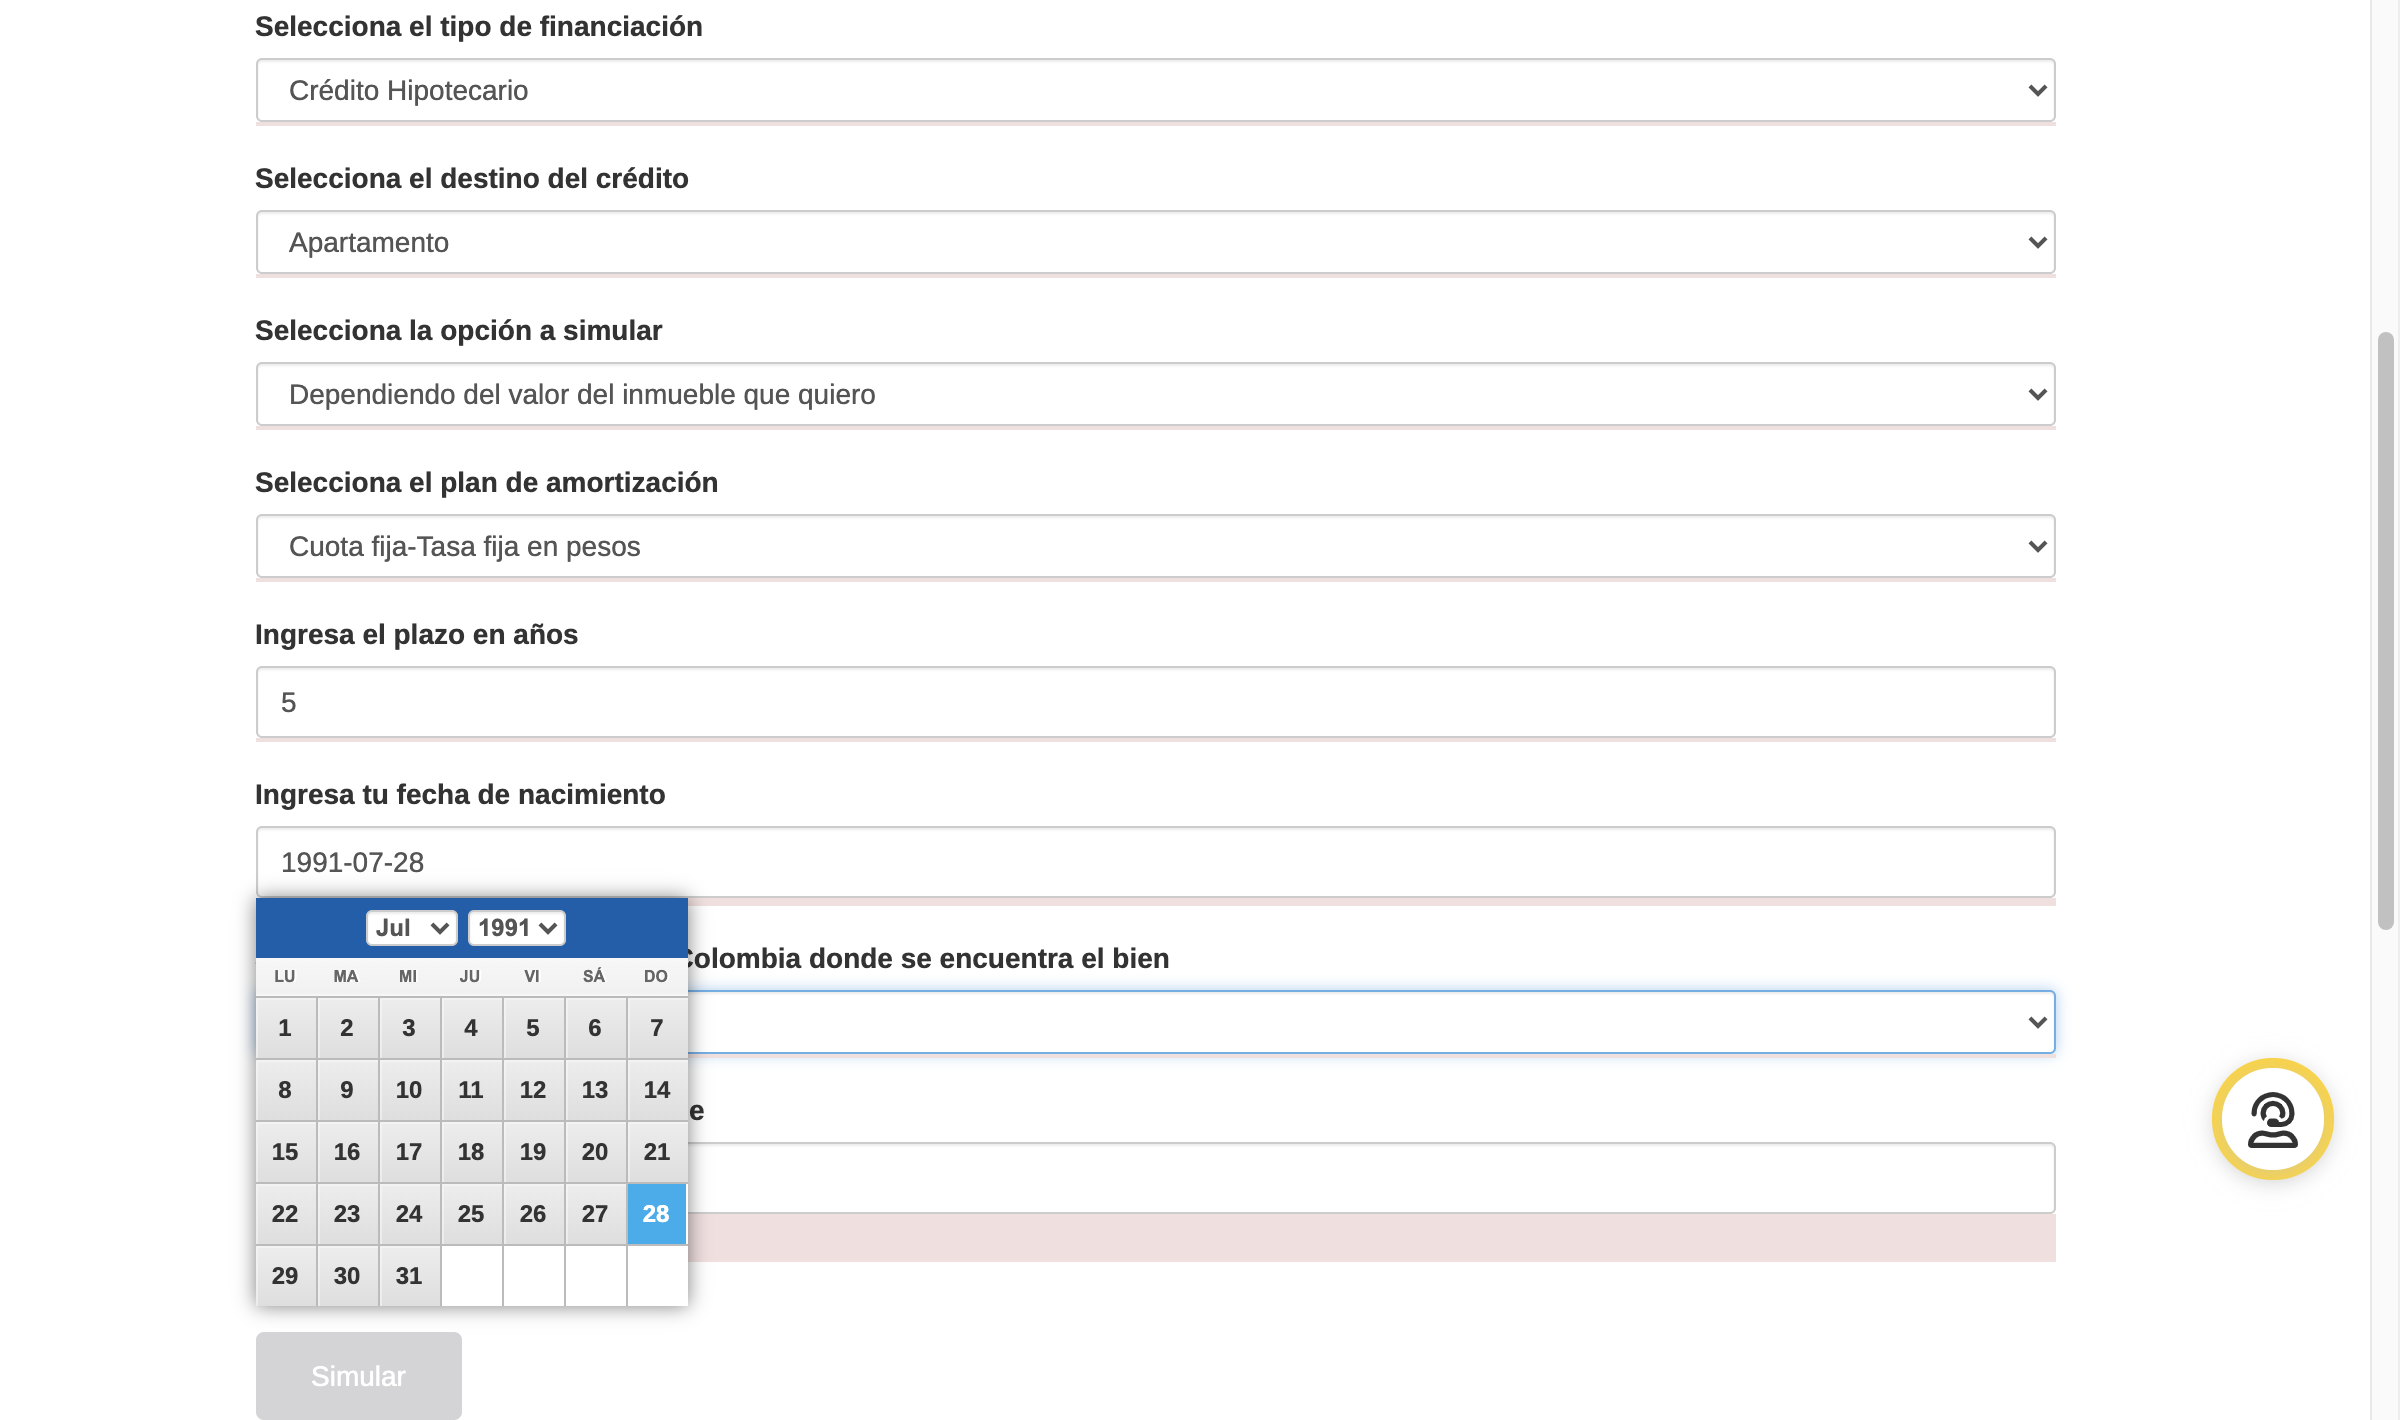 Selecciona el tipo de financiación
Crédito Hipotecario
Selecciona el destino del crédito
Apartamento
Selecciona la opción a simular
Dependiendo del valor del inmueble que quiero
Selecciona el plan de amortización
Cuota fija-Tasa fija en pesos
Ingresa el plazo en años
5
Ingresa tu fecha de nacimiento
1991-07-28
Jul 1991
Colombia donde se encuentra el bien
LU MA MI JU VI SÁ DO
1 2 3 4 5 6 7
8 9 10 11 12 13 14
e
15 16 17 18 19 20 21
22 23 24 25 26 27 28
29 30 31
Simular